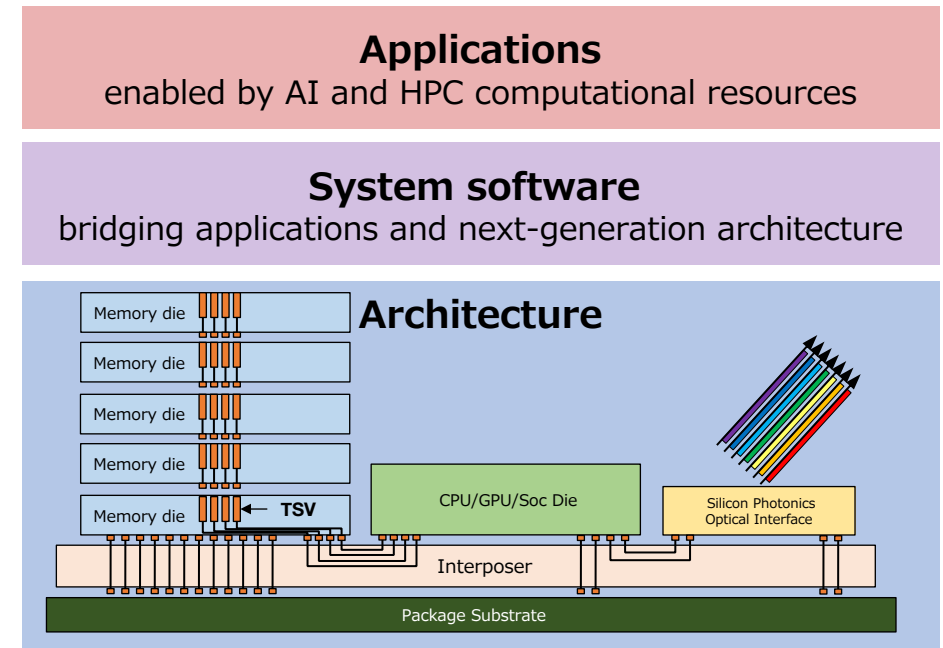 Applications
enabled by AI and HPC computational resources
System software
bridging applications and next-generation architecture
Architecture
Memory die
Memory die
Memory die
Memory die
Memory die
TSV
CPU/GPU/Soc Die
Silicon Photonics
Optical Interface
Interposer
Package Substrate